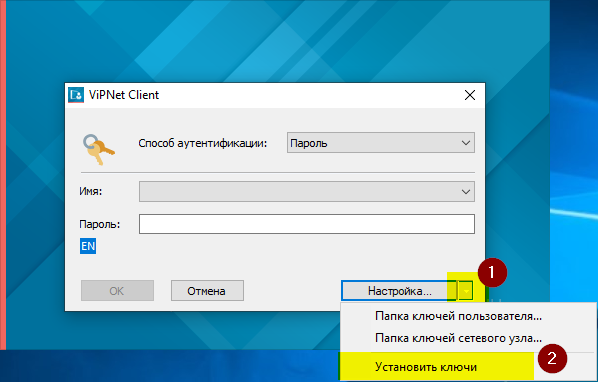 ViPNet Client
Способ аутентификации: Пароль
Имя:
Пароль:
EN
OK Отмена Настройка...
1
Папка ключей пользователя...
Папка ключей сетевого узла...
2
Установить ключи